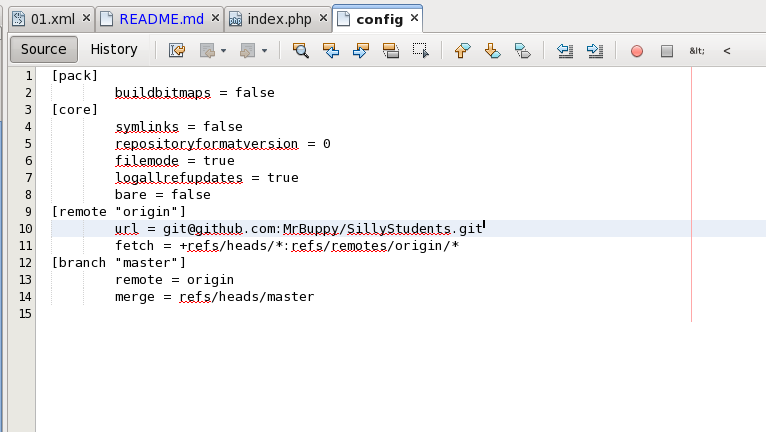 01.xml README.md index.php config
Source History &lt; <
1 [pack]
2 buildbitmaps = false
3 [core]
4 symlinks = false
5 repositoryformatversion = 0
6 filemode = true
7 logallrefupdates = true
8 bare = false
9 [remote "origin"]
10 url = git@github.com:MrBuppy/SillyStudents.git
11 fetch = +refs/heads/*:refs/remotes/origin/*
12 [branch "master"]
13 remote = origin
14 merge = refs/heads/master
15